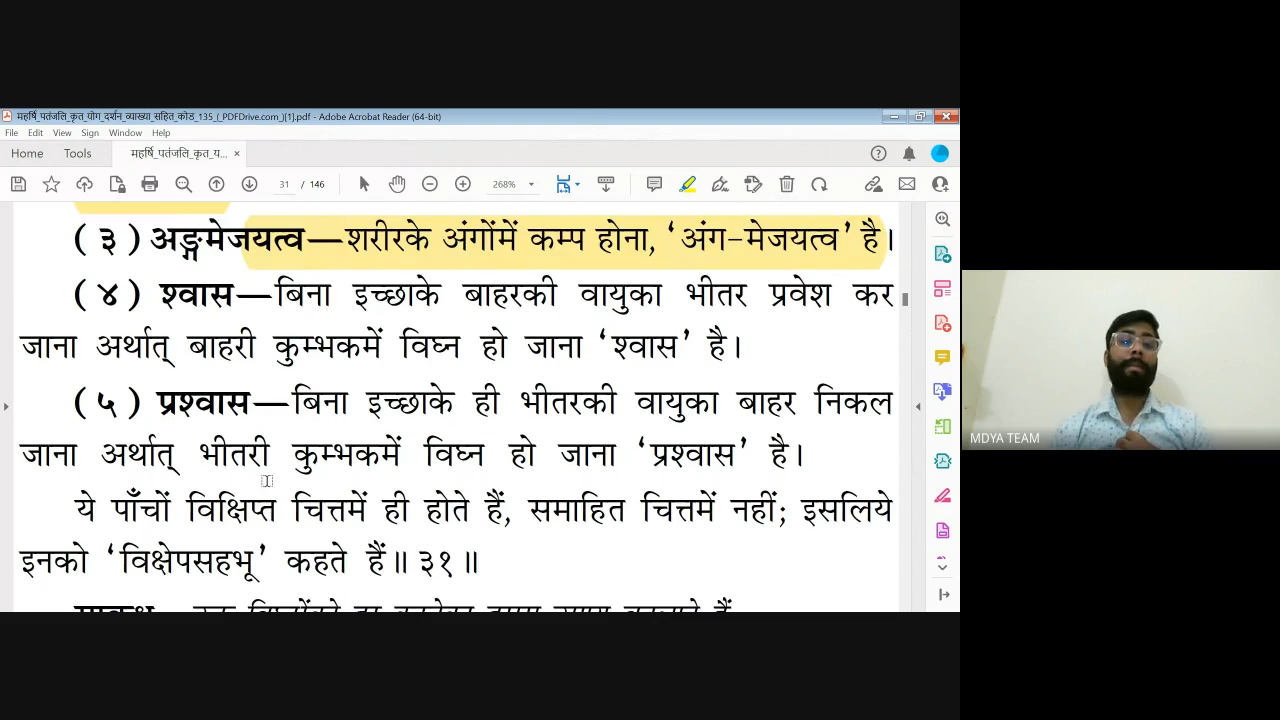 महर्षि_पतंजलि_कृत_योग_दर्शन_व्याख्या_सहित_कोड_135_(_PDFDrive.com_)[1].pdf - Adobe Acrobat Reader (64-bit)
File Edit View Sign Window Help
Home Tools महर्षि_पतंजलि_कृत_य... ×
31 / 146 268%
( ३ ) अङ्गमेजयत्व—शरीरके अंगोंमें कम्प होना, ‘अंग-मेजयत्व’ है।
( ४ ) श्वास—बिना इच्छाके बाहरकी वायुका भीतर प्रवेश कर
जाना अर्थात् बाहरी कुम्भकमें विघ्न हो जाना ‘श्वास’ है।
( ५ ) प्रश्वास—बिना इच्छाके ही भीतरकी वायुका बाहर निकल
जाना अर्थात् भीतरी कुम्भकमें विघ्न हो जाना ‘प्रश्वास’ है।
ये पाँचों विक्षिप्त चित्तमें ही होते हैं, समाहित चित्तमें नहीं; इसलिये
इनको ‘विक्षेपसहभू’ कहते हैं॥ ३१॥
MDYA TEAM